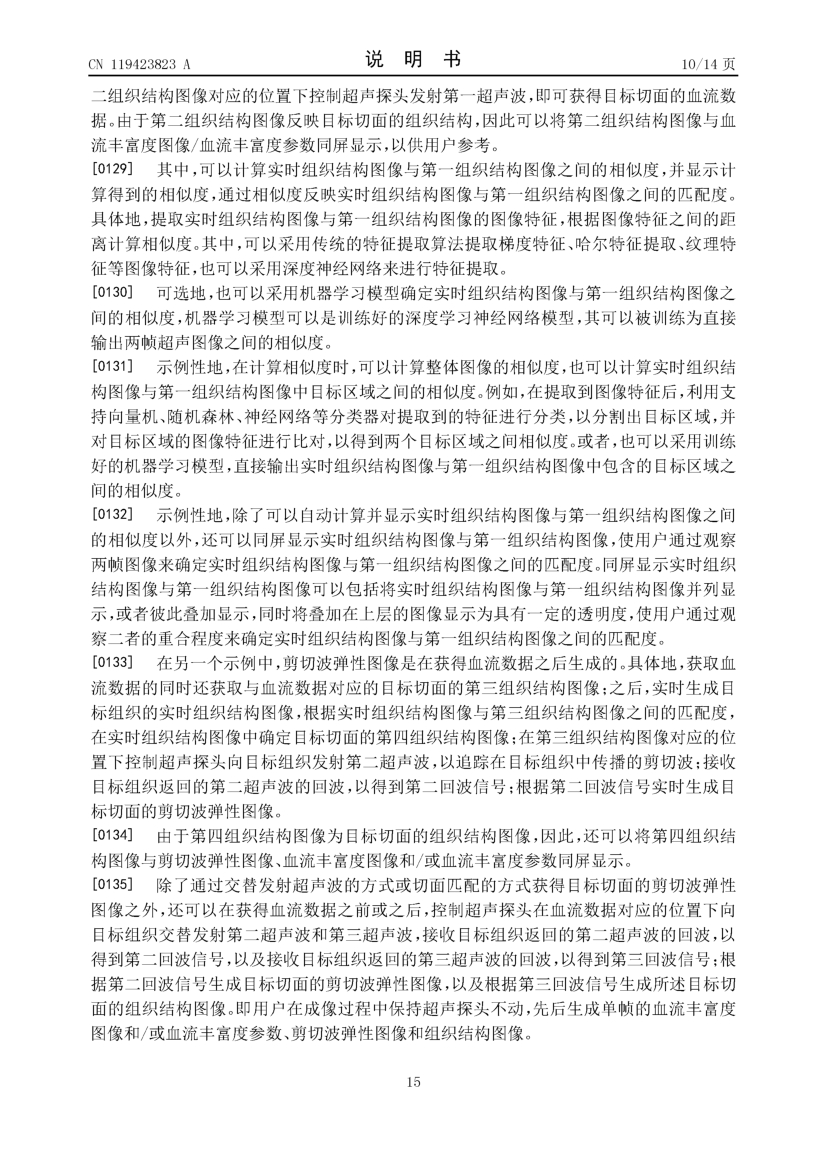 CN 119423823 A
说 明 书
10/14 页
二组织结构图像对应的位置下控制超声探头发射第一超声波,即可获得目标切面的血流数
据。由于第二组织结构图像反映目标切面的组织结构,因此可以将第二组织结构图像与血
流丰富度图像/血流丰富度参数同屏显示,以供用户参考。
[0129] 其中,可以计算实时组织结构图像与第一组织结构图像之间的相似度,并显示计
算得到的相似度,通过相似度反映实时组织结构图像与第一组织结构图像之间的匹配度。
具体地,提取实时组织结构图像与第一组织结构图像的图像特征,根据图像特征之间的距
离计算相似度。其中,可以采用传统的特征提取算法提取梯度特征、哈尔特征提取、纹理特
征等图像特征,也可以采用深度神经网络来进行特征提取。
[0130] 可选地,也可以采用机器学习模型确定实时组织结构图像与第一组织结构图像之
间的相似度,机器学习模型可以是训练好的深度学习神经网络模型,其可以被训练为直接
输出两帧超声图像之间的相似度。
[0131] 示例性地,在计算相似度时,可以计算整体图像的相似度,也可以计算实时组织结
构图像与第一组织结构图像中目标区域之间的相似度。例如,在提取到图像特征后,利用支
持向量机、随机森林、神经网络等分类器对提取到的特征进行分类,以分割出目标区域,并
对目标区域的图像特征进行比对,以得到两个目标区域之间相似度。或者,也可以采用训练
好的机器学习模型,直接输出实时组织结构图像与第一组织结构图像中包含的目标区域之
间的相似度。
[0132] 示例性地,除了可以自动计算并显示实时组织结构图像与第一组织结构图像之间
的相似度以外,还可以同屏显示实时组织结构图像与第一组织结构图像,使用户通过观察
两帧图像来确定实时组织结构图像与第一组织结构图像之间的匹配度。同屏显示实时组织
结构图像与第一组织结构图像可以包括将实时组织结构图像与第一组织结构图像并列显
示,或者彼此叠加显示,同时将叠加在上层的图像显示为具有一定的透明度,使用户通过观
察二者的重合程度来确定实时组织结构图像与第一组织结构图像之间的匹配度。
[0133] 在另一个示例中,剪切波弹性图像是在获得血流数据之后生成的。具体地,获取血
流数据的同时还获取与血流数据对应的目标切面的第三组织结构图像;之后,实时生成目
标组织的实时组织结构图像,根据实时组织结构图像与第三组织结构图像之间的匹配度,
在实时组织结构图像中确定目标切面的第四组织结构图像;在第三组织结构图像对应的位
置下控制超声探头向目标组织发射第二超声波,以追踪在目标组织中传播的剪切波;接收
目标组织返回的第二超声波的回波,以得到第二回波信号;根据第二回波信号实时生成目
标切面的剪切波弹性图像。
[0134] 由于第四组织结构图像为目标切面的组织结构图像,因此,还可以将第四组织结
构图像与剪切波弹性图像、血流丰富度图像和/或血流丰富度参数同屏显示。
[0135] 除了通过交替发射超声波的方式或切面匹配的方式获得目标切面的剪切波弹性
图像之外,还可以在获得血流数据之前或之后,控制超声探头在血流数据对应的位置下向
目标组织交替发射第二超声波和第三超声波,接收目标组织返回的第二超声波的回波,以
得到第二回波信号,以及接收目标组织返回的第三超声波的回波,以得到第三回波信号;根
据第二回波信号生成目标切面的剪切波弹性图像,以及根据第三回波信号生成所述目标切
面的组织结构图像。即用户在成像过程中保持超声探头不动,先后生成单帧的血流丰富度
图像和/或血流丰富度参数、剪切波弹性图像和组织结构图像。
15